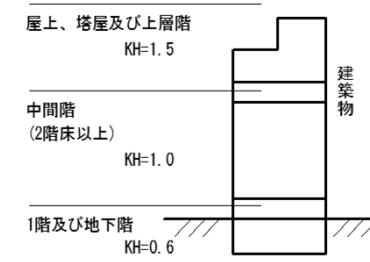 屋上、塔屋及び上層階
KH=1.5
建築物
中間階
(2階床以上)
KH=1.0
1階及び地下階
KH=0.6